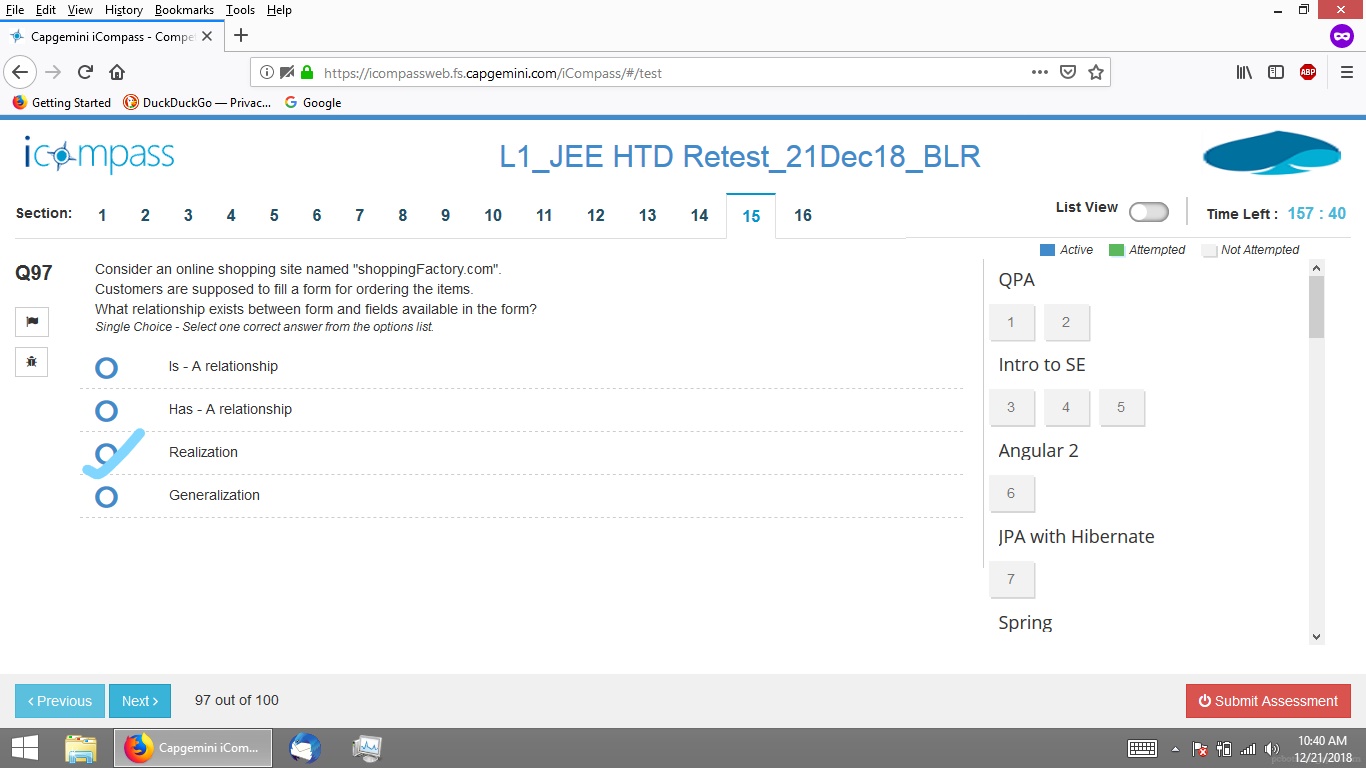 File Edit View History Bookmarks Tools Help
Capgemini iCompass - Compe
https://icompassweb.fs.capgemini.com/iCompass/#/test
ABP
Getting Started DuckDuckGo — Privac... Google
icompass
L1_JEE HTD Retest_21Dec18_BLR
Section: 1 2 3 4 5 6 7 8 9 10 11 12 13 14 15 16
List View Time Left : 157 : 40
Active Attempted Not Attempted
Q97
Consider an online shopping site named "shoppingFactory.com".
Customers are supposed to fill a form for ordering the items.
What relationship exists between form and fields available in the form?
Single Choice - Select one correct answer from the options list.
Is - A relationship
Has - A relationship
Realization
Generalization
QPA
1 2
Intro to SE
3 4 5
Angular 2
6
JPA with Hibernate
7
Spring
Previous Next 97 out of 100 Submit Assessment
Capgemini iCom...
10:40 AM
12/21/2018